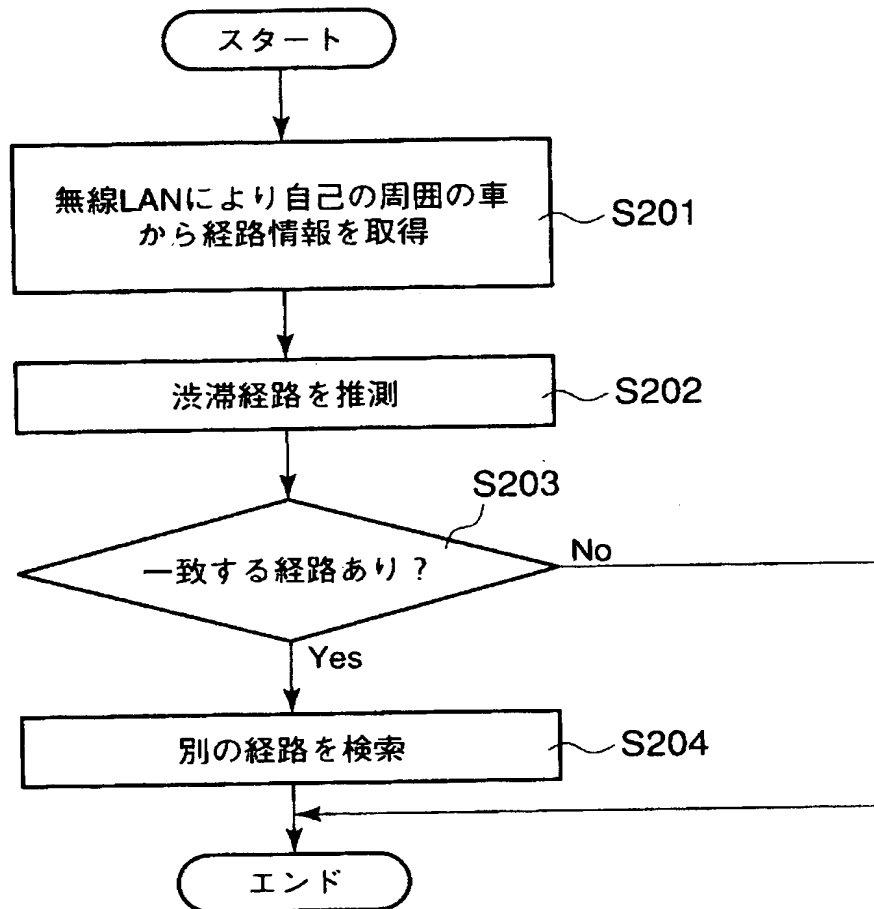 スタート
無線LANにより自己の周囲の車
から経路情報を取得
S201
渋滞経路を推測
S202
S203
一致する経路あり？
No
Yes
別の経路を検索
S204
エンド